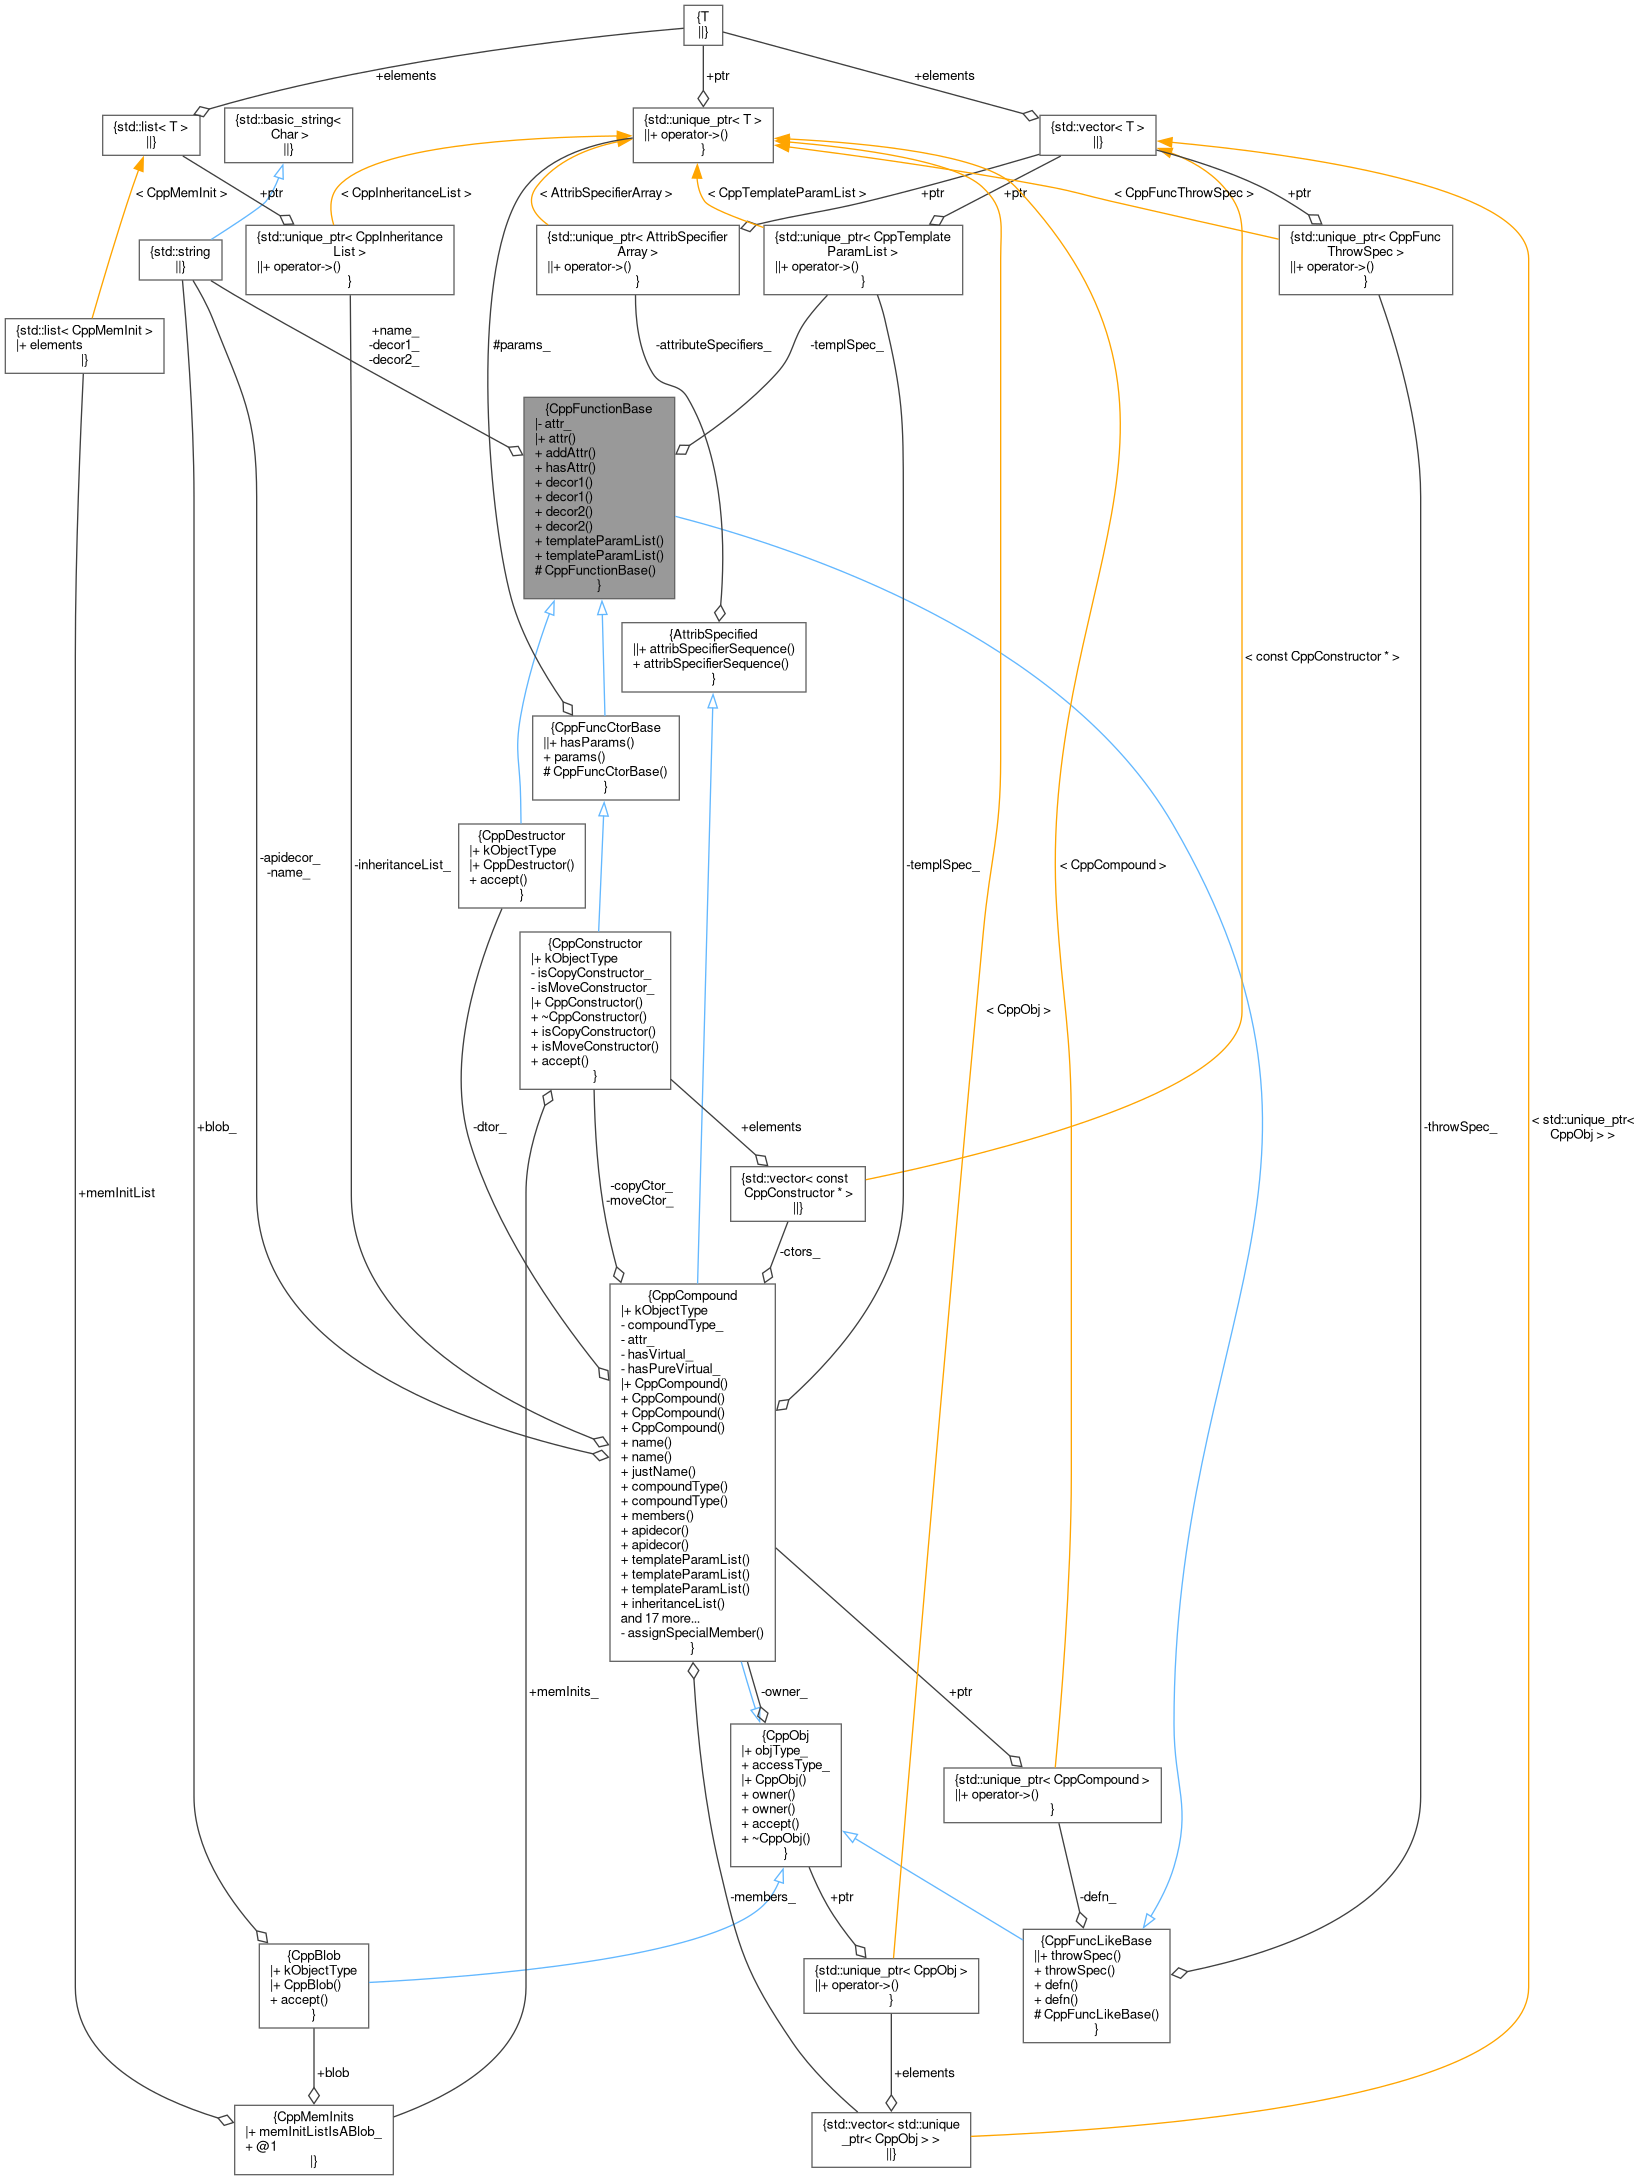 {T
||}
+elements
+ptr
+elements
{std::list< T >
||}
{std::basic_string<
Char >
||}
{std::unique_ptr< T >
||+ operator->()
}
{std::vector< T >
||}
< CppMemInit >
+ptr
< CppInheritanceList >
< AttribSpecifierArray >
< CppTemplateParamList >
+ptr
+ptr
< CppFuncThrowSpec >
+ptr
{std::string
||}
{std::unique_ptr< CppInheritance
List >
||+ operator->()
}
{std::unique_ptr< AttribSpecifier
Array >
||+ operator->()
}
{std::unique_ptr< CppTemplate
ParamList >
||+ operator->()
}
{std::unique_ptr< CppFunc
ThrowSpec >
||+ operator->()
}
{std::list< CppMemInit >
|+ elements
|}
+name_
-decor1_
-decor2_
#params_
-attributeSpecifiers_
-templSpec_
{CppFunctionBase
|- attr_
|+ attr()
+ addAttr()
+ hasAttr()
+ decor1()
+ decor1()
+ decor2()
+ decor2()
+ templateParamList()
+ templateParamList()
# CppFunctionBase()
}
{AttribSpecified
||+ attribSpecifierSequence()
+ attribSpecifierSequence()
}
< const CppConstructor * >
{CppFuncCtorBase
||+ hasParams()
+ params()
# CppFuncCtorBase()
}
{CppDestructor
|+ kObjectType
|+ CppDestructor()
+ accept()
}
-apidecor_
-name_
-inheritanceList_
-templSpec_
< CppCompound >
{CppConstructor
|+ kObjectType
- isCopyConstructor_
- isMoveConstructor_
|+ CppConstructor()
+ ~CppConstructor()
+ isCopyConstructor()
+ isMoveConstructor()
+ accept()
}
< CppObj >
+blob_
-dtor_
+elements
-throwSpec_
< std::unique_ptr<
CppObj > >
+memInitList
-copyCtor_
-moveCtor_
{std::vector< const
CppConstructor * >
||}
-ctors_
{CppCompound
|+ kObjectType
- compoundType_
- attr_
- hasVirtual_
- hasPureVirtual_
|+ CppCompound()
+ CppCompound()
+ CppCompound()
+ CppCompound()
+ name()
+ name()
+ justName()
+ compoundType()
+ compoundType()
+ members()
+ apidecor()
+ apidecor()
+ templateParamList()
+ templateParamList()
+ templateParamList()
+ inheritanceList()
and 17 more...
- assignSpecialMember()
}
+memInits_
-owner_
+ptr
{CppObj
|+ objType_
+ accessType_
|+ CppObj()
+ owner()
+ owner()
+ accept()
+ ~CppObj()
}
{std::unique_ptr< CppCompound >
||+ operator->()
}
-members_
+ptr
-defn_
{CppBlob
|+ kObjectType
|+ CppBlob()
+ accept()
}
{std::unique_ptr< CppObj >
||+ operator->()
}
{CppFuncLikeBase
||+ throwSpec()
+ throwSpec()
+ defn()
+ defn()
# CppFuncLikeBase()
}
+blob
+elements
{CppMemInits
|+ memInitListIsABlob_
+ @1
|}
{std::vector< std::unique
_ptr< CppObj > >
||}